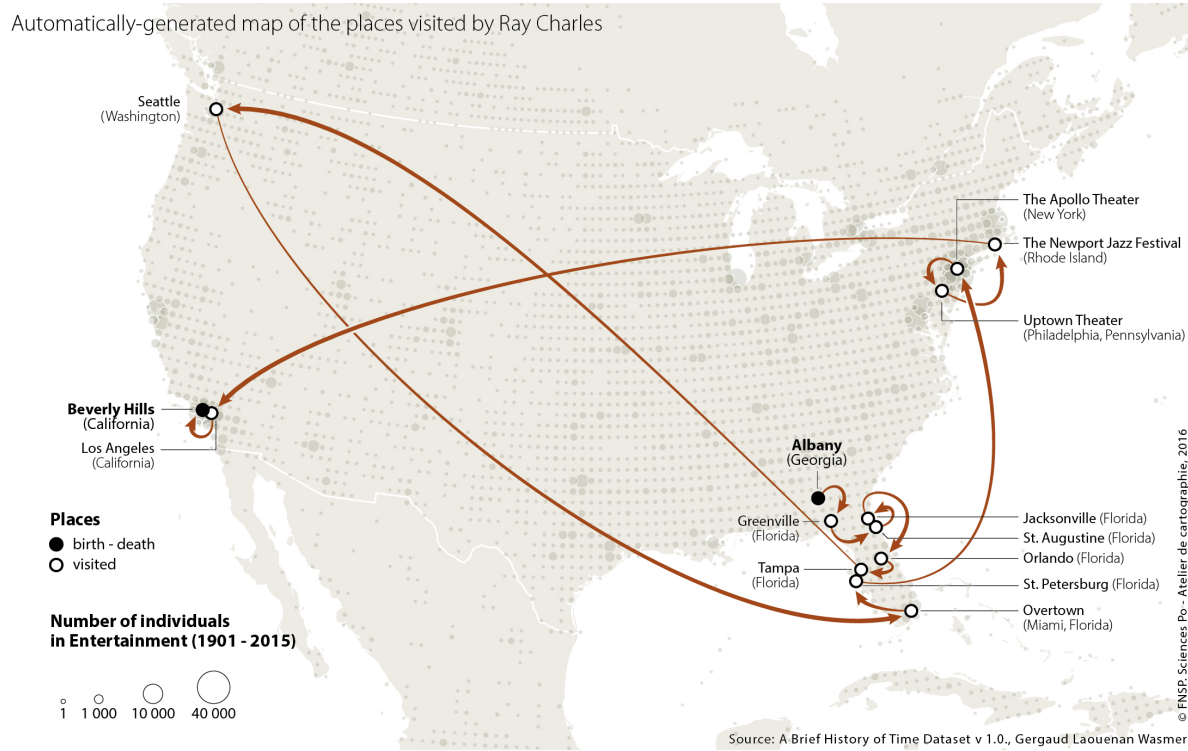 Automatically-generated map of the places visited by Ray Charles
Seattle
(Washington)
The Apollo Theater
(New York)
The Newport Jazz Festival
(Rhode Island)
Uptown Theater
(Philadelphia, Pennsylvania)
Beverly Hills
(California)
Los Angeles
(California)
Albany
(Georgia)
Greenville
(Florida)
Jacksonville (Florida)
St. Augustine (Florida)
Orlando (Florida)
Tampa
(Florida)
St. Petersburg (Florida)
Overtown
(Miami, Florida)
Places
birth - death
visited
Number of individuals
in Entertainment (1901 - 2015)
1 1 000 10 000 40 000
© FNSP. Sciences Po - Atelier de cartographie, 2016
Source: A Brief History of Time Dataset v 1.0., Gergaud Laouenan Wasmer